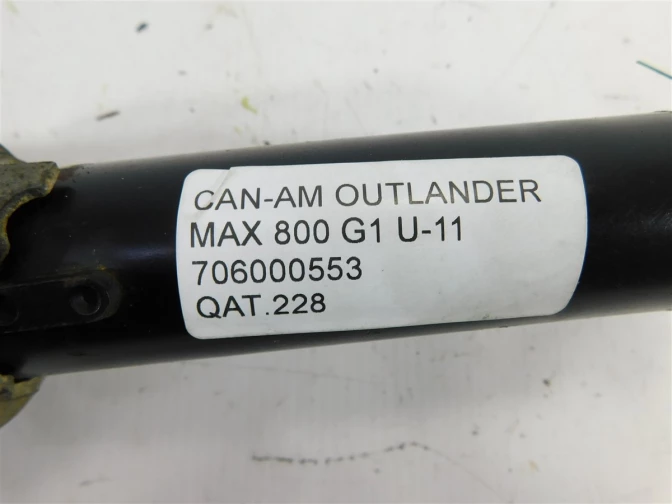 CAN-AM OUTLANDER
MAX 800 G1 U-11
706000553
QAT.228